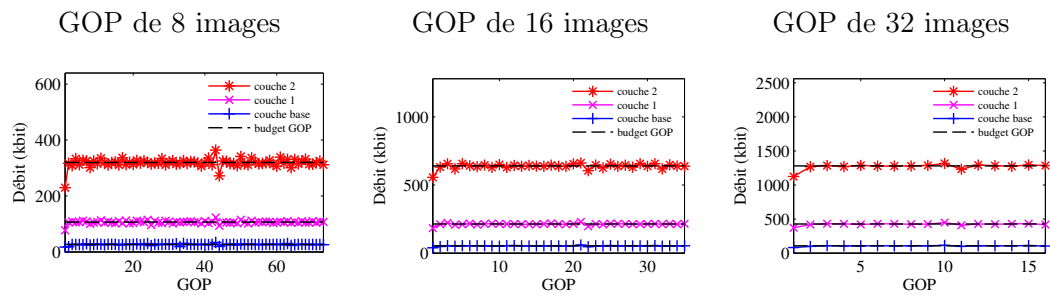 GOP de 8 images
GOP de 16 images
GOP de 32 images
Débit (kbit)
600
400
200
0
couche 2
couche 1
couche base
budget GOP
20
40
60
GOP
Débit (kbit)
1000
500
0
couche 2
couche 1
couche base
budget GOP
10
20
30
GOP
Débit (kbit)
2500
2000
1500
1000
500
0
couche 2
couche 1
couche base
budget GOP
5
10
15
GOP